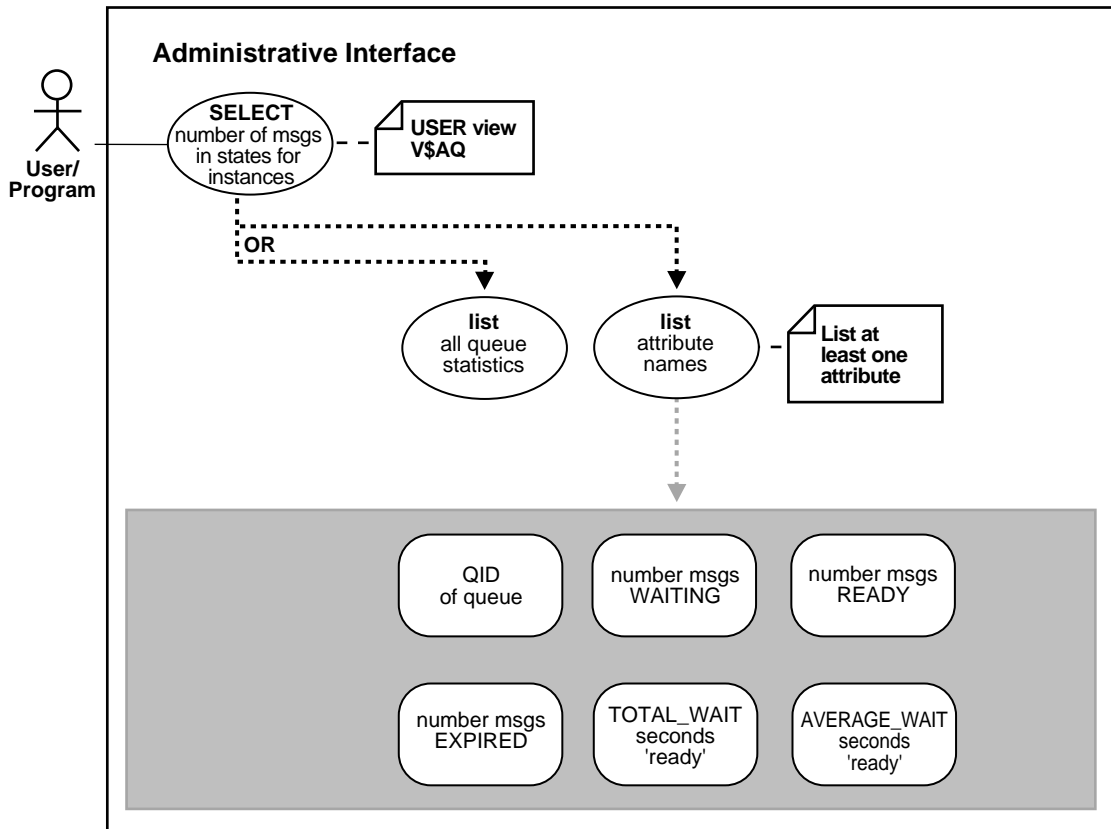 Administrative Interface
User/
Program
SELECT
number of msgs
in states for
instances
USER view
V$AQ
OR
list
all queue
statistics
list
attribute
names
List at
least one
attribute
QID
of queue
number msgs
WAITING
number msgs
READY
number msgs
EXPIRED
TOTAL_WAIT
seconds
'ready'
AVERAGE_WAIT
seconds
'ready'